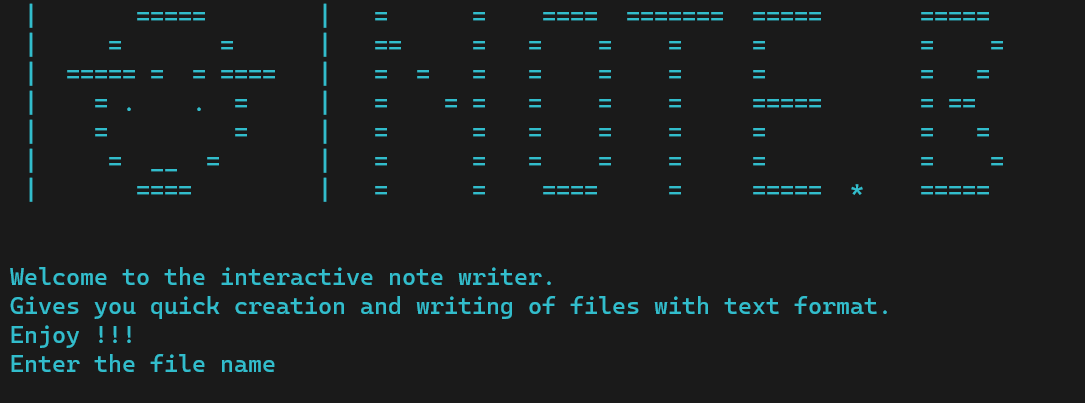 NOTE.B
Welcome to the interactive note writer.
Gives you quick creation and writing of files with text format.
Enjoy !!!
Enter the file name